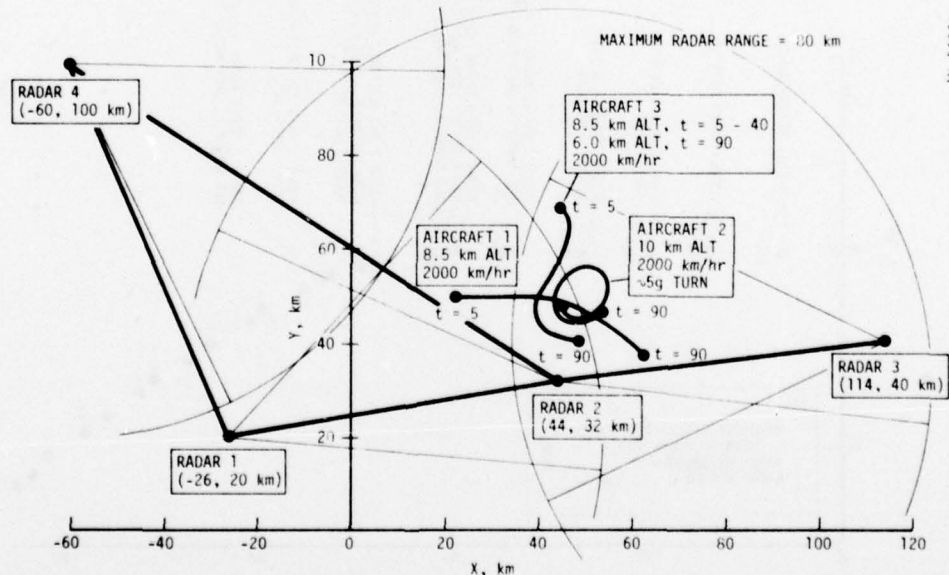 MAXIMUM RADAR RANGE = 80 km
10
RADAR 4
(-60, 100 km)
AIRCRAFT 3
8.5 km ALT, t = 5 - 40
6.0 km ALT, t = 90
2000 km/hr
80
t = 5
AIRCRAFT 1
8.5 km ALT
2000 km/hr
AIRCRAFT 2
10 km ALT
2000 km/hr
~5g TURN
60
Y, km
t = 5
t = 90
40
t = 90
t = 90
RADAR 3
(114, 40 km)
RADAR 2
(44, 32 km)
20
RADAR 1
(-26, 20 km)
-60
-40
-20
0
20
40
60
80
100
120
X, km